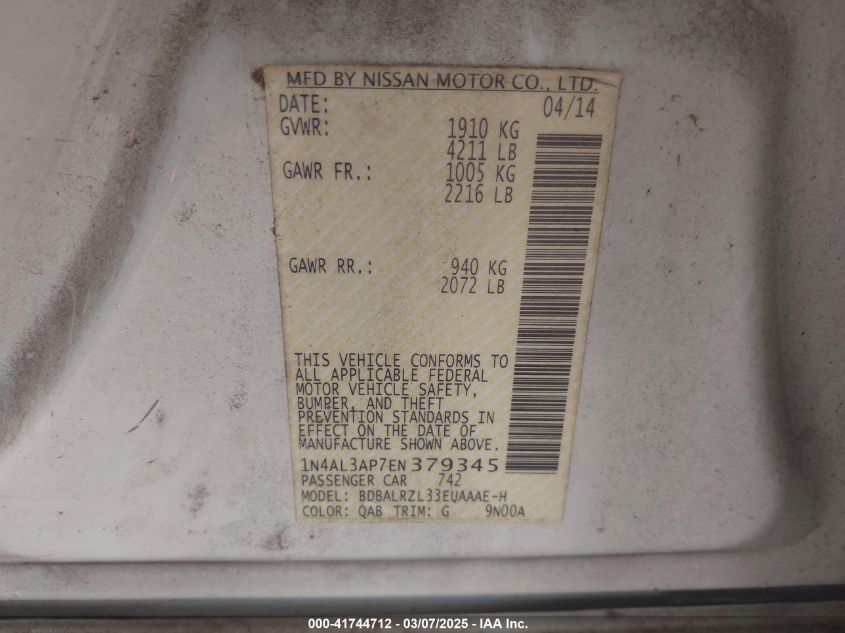 MFD BY NISSAN MOTOR CO., LTD.
DATE: 04/14
GVWR: 1910 KG
4211 LB
GAWR FR.: 1005 KG
2216 LB
GAWR RR.: 940 KG
2072 LB
THIS VEHICLE CONFORMS TO
ALL APPLICABLE FEDERAL
MOTOR VEHICLE SAFETY,
BUMPER, AND THEFT
PREVENTION STANDARDS IN
EFFECT ON THE DATE OF
MANUFACTURE SHOWN ABOVE.
1N4AL3AP7EN379345
PASSENGER CAR 742
MODEL: BDBALRZL33EUAAAE-H
COLOR: QAB TRIM: G 9N00A
000-41744712 - 03/07/2025 - IAA Inc.